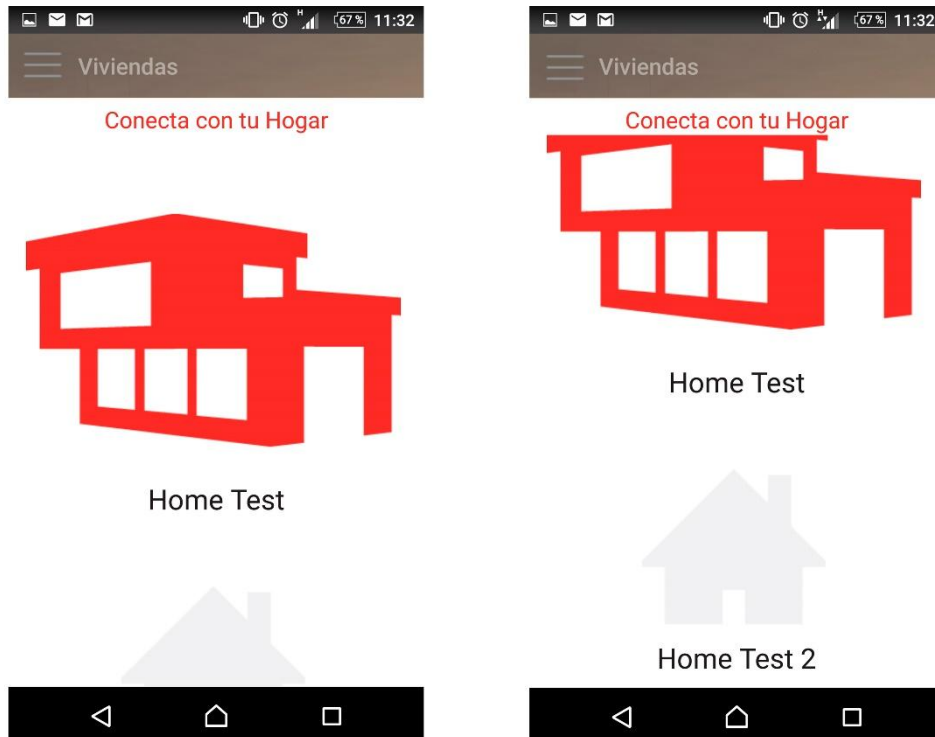 67% 11:32
Viviendas
Conecta con tu Hogar
Home Test
H 67% 11:32
Viviendas
Conecta con tu Hogar
Home Test
Home Test 2